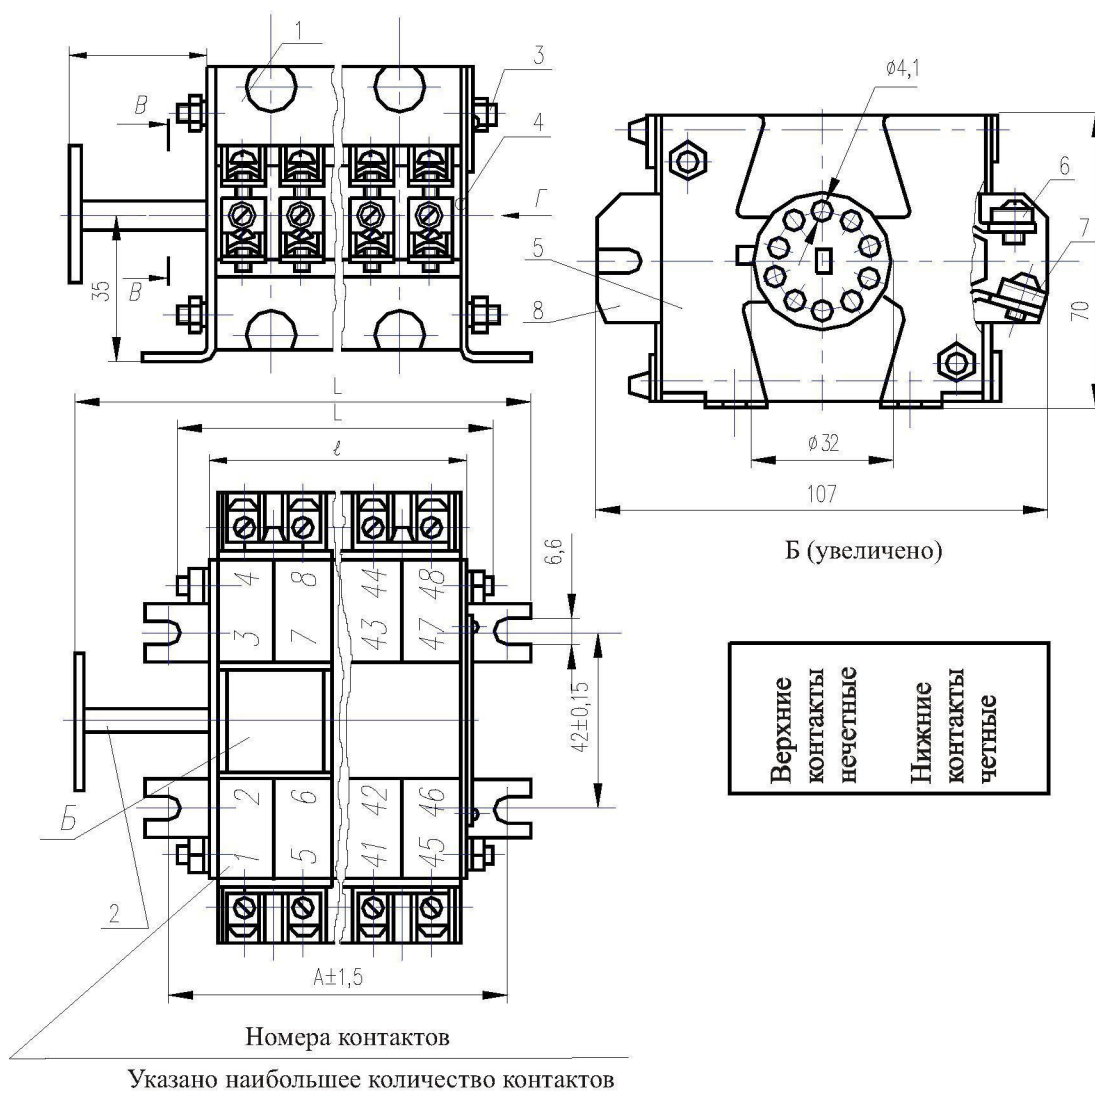 1
3
В
4
Г
В
35
L
L
ℓ
ø4,1
6
5
7
8
70
ø32
107
Б (увеличено)
6,6
4 8 44 48
3 7 43 47
42±0,15
2 6 42 46
1 5 41 45
Б
2
А±1,5
Верхние
контакты
нечетные
Нижние
контакты
четные
Номера контактов
Указано наибольшее количество контактов